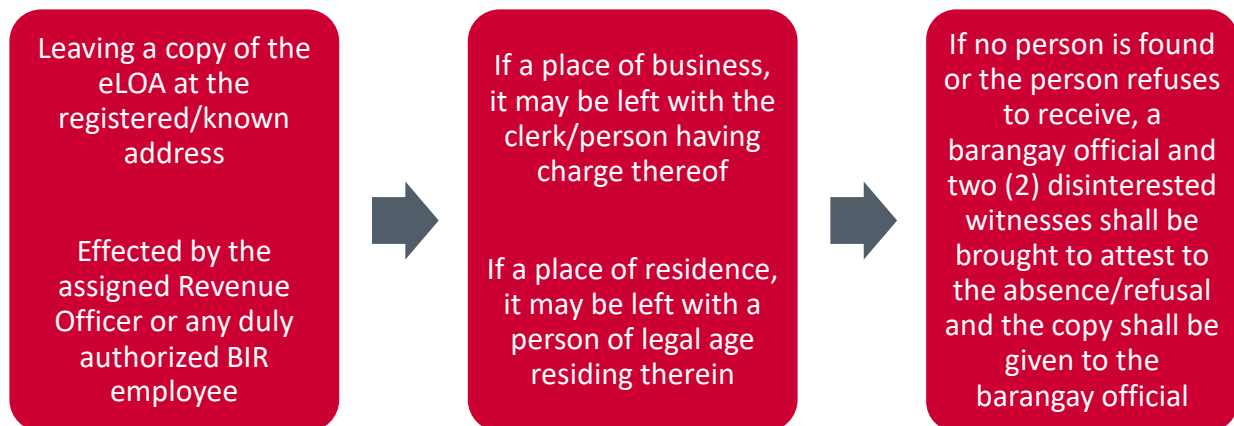 Leaving a copy of the
eLOA at the
registered/known
address
Effected by the
assigned Revenue
Officer or any duly
authorized BIR
employee
If a place of business,
it may be left with the
clerk/person having
charge thereof
If a place of residence,
it may be left with a
person of legal age
residing therein
If no person is found
or the person refuses
to receive, a
barangay official and
two (2) disinterested
witnesses shall be
brought to attest to
the absence/refusal
and the copy shall be
given to the
barangay official